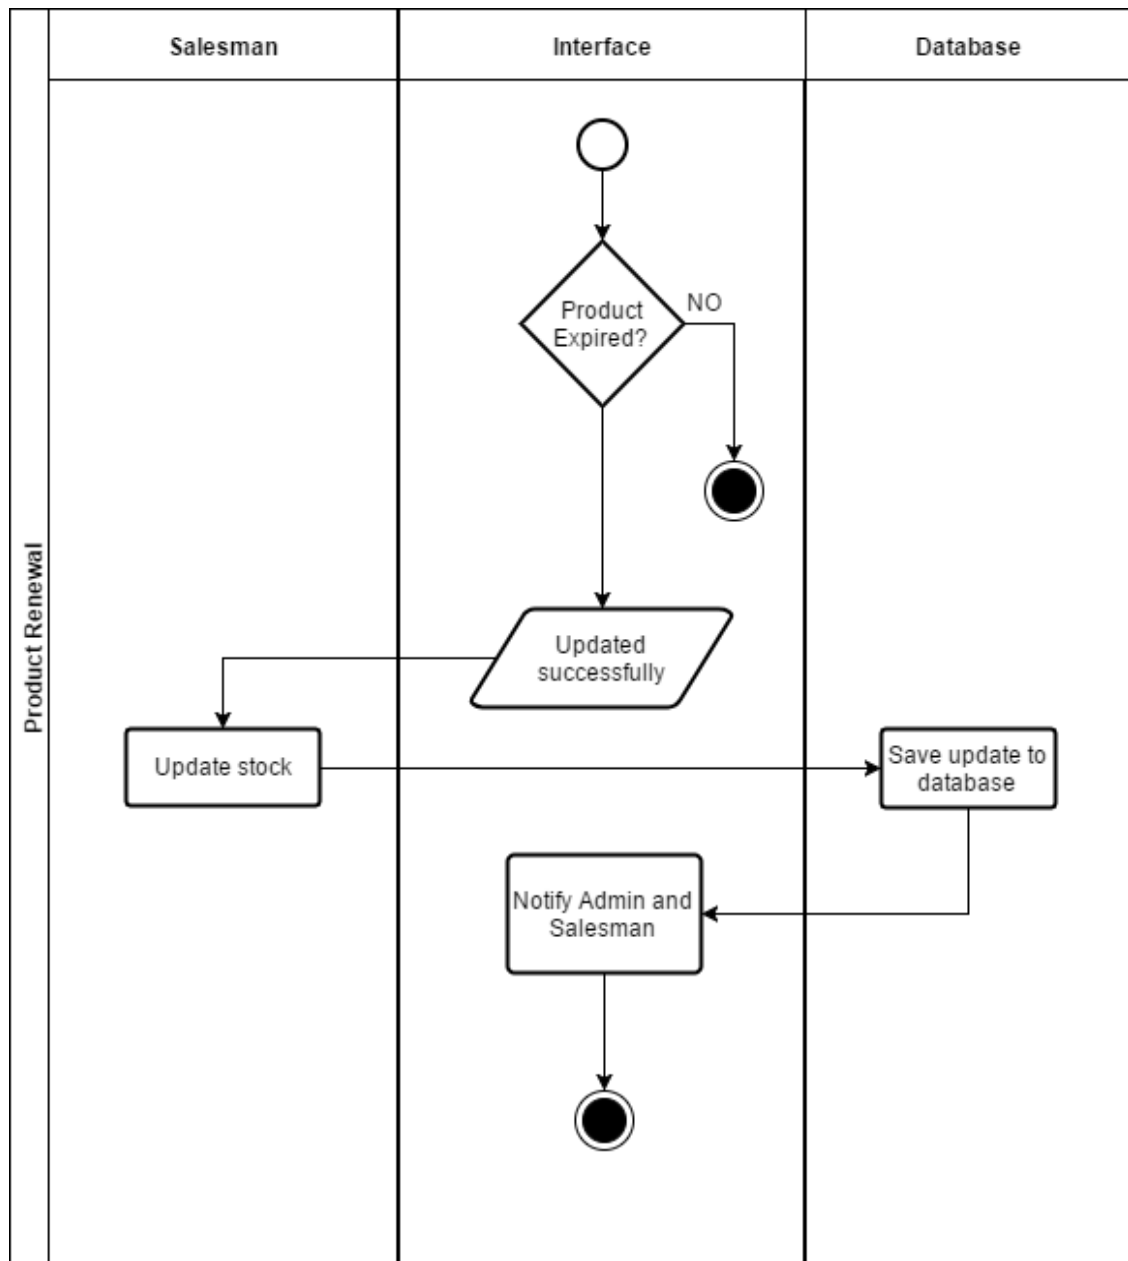 Salesman
Interface
Database
Product Renewal
Product
Expired?
NO
Updated
successfully
Update stock
Save update to
database
Notify Admin and
Salesman